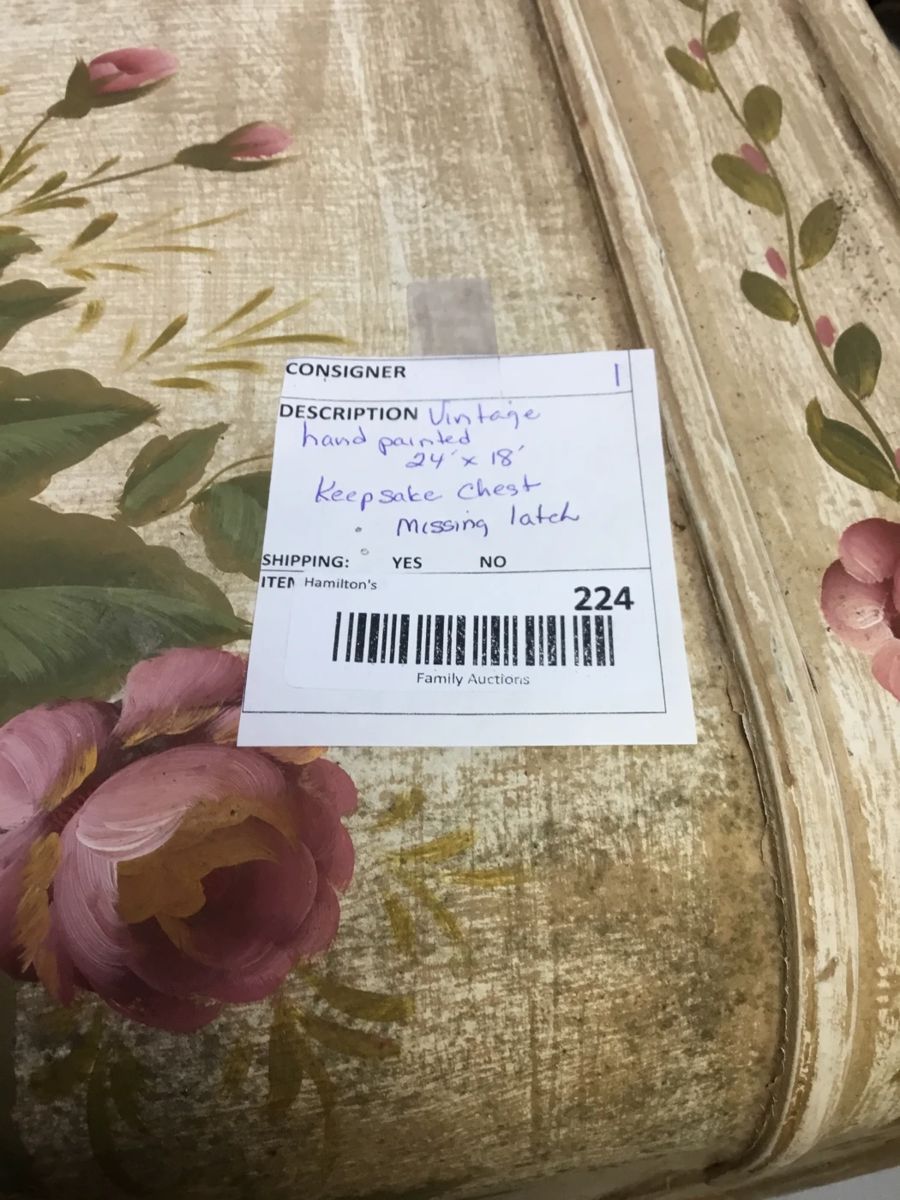 CONSIGNER 1
DESCRIPTION Vintage
hand painted
24' x 18'
Keepsake Chest
• Missing latch
SHIPPING: YES NO
ITEM Hamilton's
224
Family Auctions